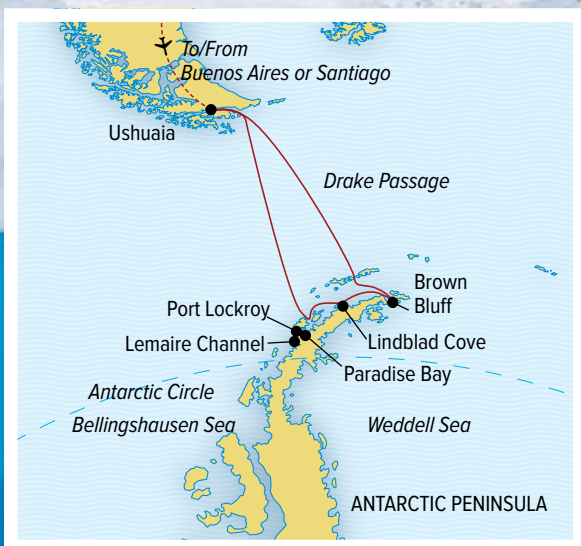 To/From
Buenos Aires or Santiago
Ushuaia
Drake Passage
Brown
Bluff
Port Lockroy
Lemaire Channel
Lindblad Cove
Paradise Bay
Antarctic Circle
Bellingshausen Sea
Weddell Sea
ANTARCTIC PENINSULA